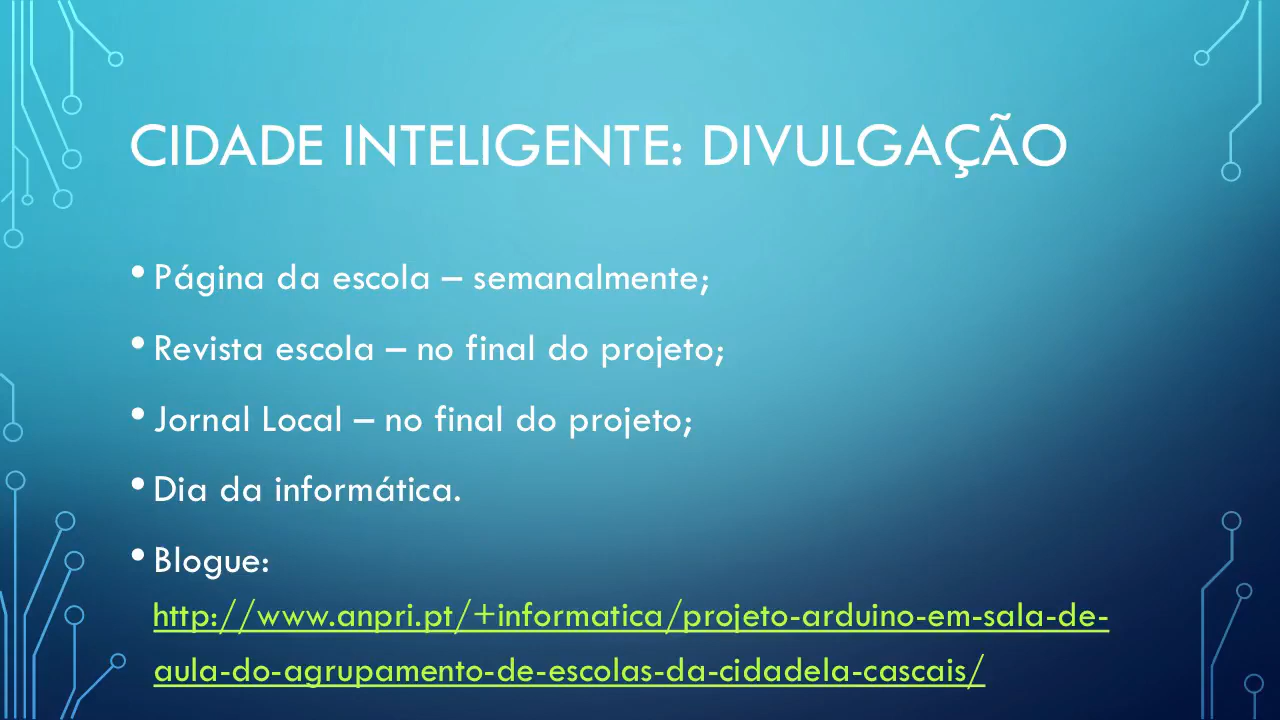 CIDADE INTELIGENTE: DIVULGAÇÃO
• Página da escola – semanalmente;
• Revista escola – no final do projeto;
• Jornal Local – no final do projeto;
• Dia da informática.
• Blogue:
http://www.anpri.pt/+informatica/projeto-arduino-em-sala-de-
aula-do-agrupamento-de-escolas-da-cidadela-cascais/